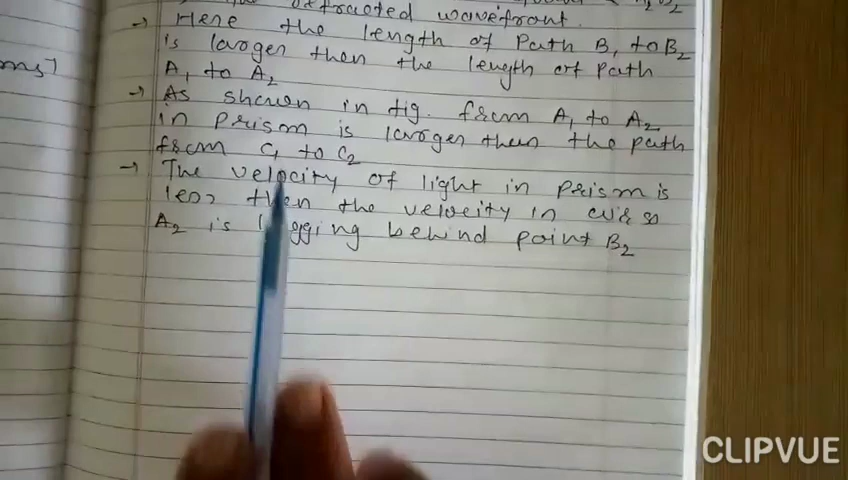 refracted wavefront.
→ Here the length of Path B1 to B2
is larger then the length of path
A1 to A2
→ As shown in fig. from A1 to A2
in prism is larger then the path
from C1 to C2
→ The velocity of light in prism is
less then the velocity in air so
A2 is lagging behind point B2
CLIPVUE